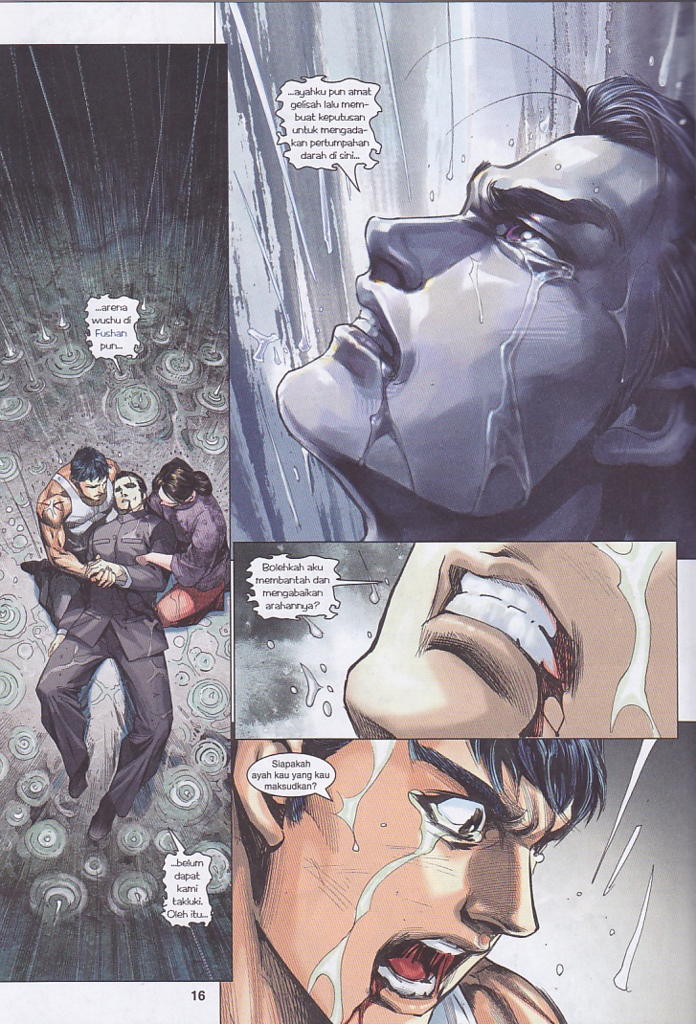 ...arena
wushu di
Fushan
pun...
...belum
dapat
kami
takluki.
Oleh itu...
...ayahku pun amat
gelisah lalu mem-
buat keputusan
untuk mengada-
kan pertumpahan
darah di sini...
Bolehkah aku
membantah dan
mengabaikan
arahannya?
Siapakah
ayah kau yang kau
maksudkan?
16